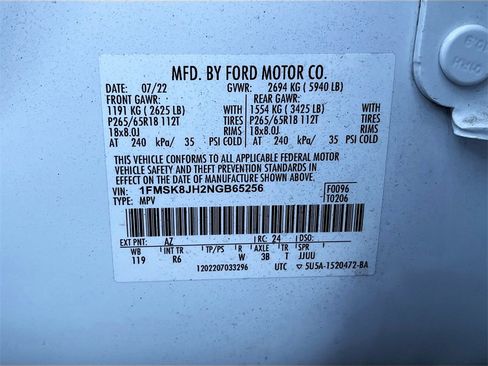 MFD. BY FORD MOTOR CO.
DATE: 07/22 GVWR: 2694 KG ( 5940 LB)
FRONT GAWR: REAR GAWR:
1191 KG ( 2625 LB) WITH 1554 KG ( 3425 LB) WITH
P265/65R18 112T TIRES P265/65R18 112T TIRES
18x8.0J RIMS 18x8.0J RIMS
AT 240 kPa/ 35 PSI COLD AT 240 kPa/ 35 PSI COLD
THIS VEHICLE CONFORMS TO ALL APPLICABLE FEDERAL MOTOR
VEHICLE SAFETY AND THEFT PREVENTION STANDARDS IN EFFECT
ON THE DATE OF MANUFACTURE SHOWN ABOVE.
VIN: 1FMSK8JH2NGB65256 F0096
TYPE: MPV T0206
EXT PNT: AZ RC: 24 DSO:
WB INT TR TP/PS R AXLE TR SPR
119 R6 W 3B T JJUU
1202207033296 UTC 5U5A-1520472-BA